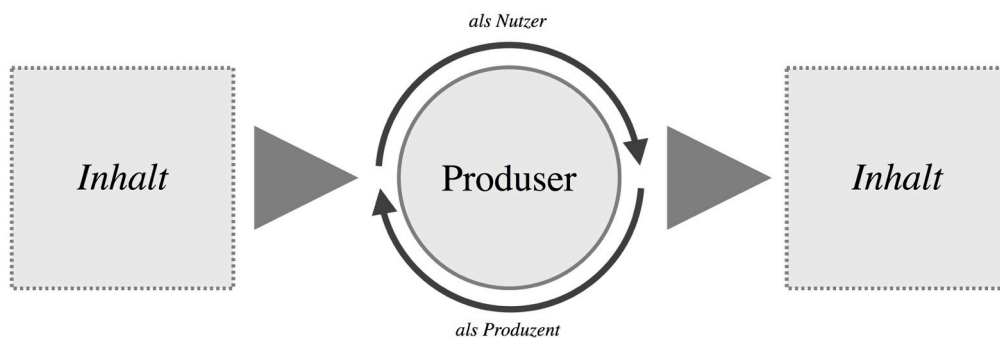 als Nutzer
Inhalt
Produser
Inhalt
als Produzent